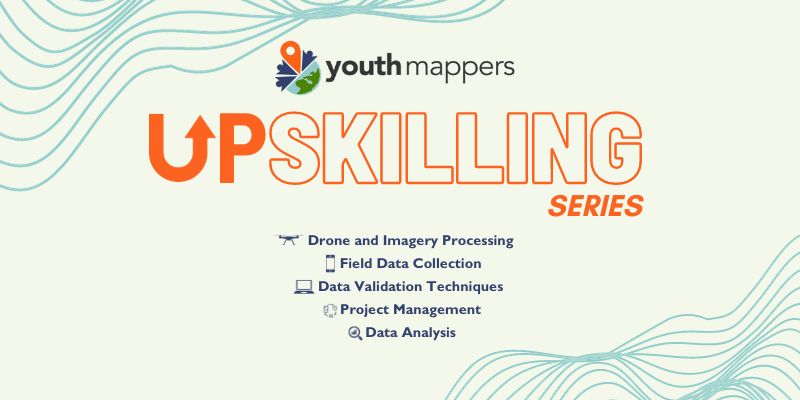 youthmappers
UPSKILLING
SERIES
Drone and Imagery Processing
Field Data Collection
Data Validation Techniques
Project Management
Data Analysis